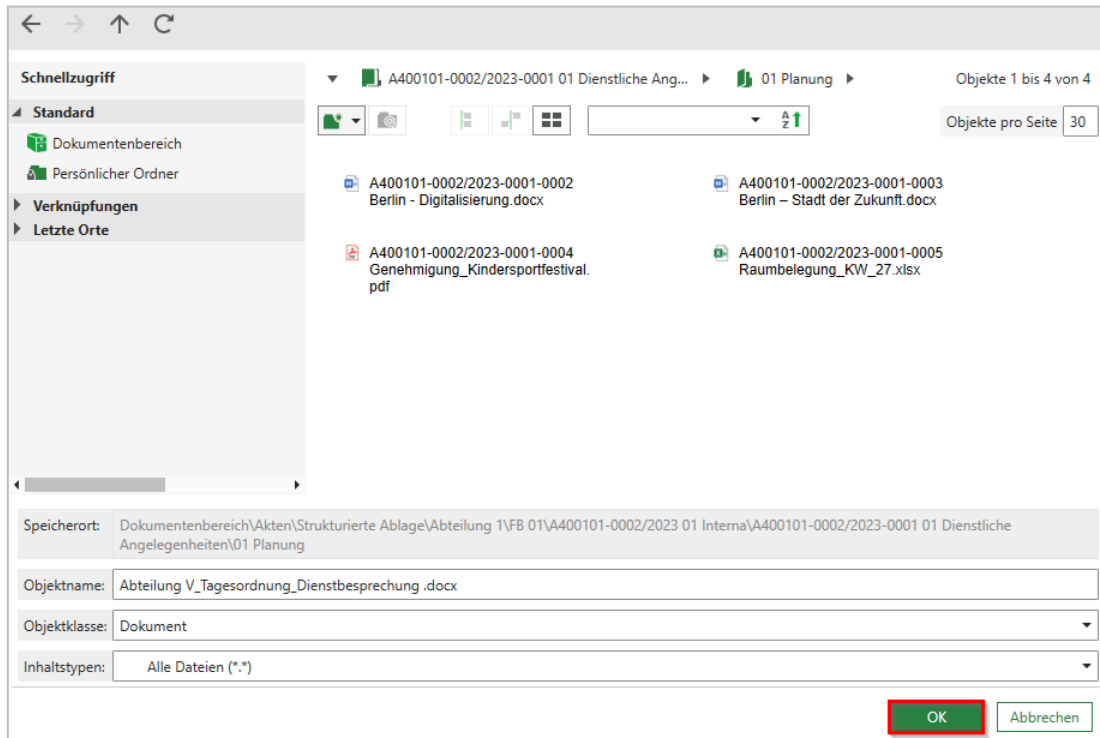 Schnellzugriff
A400101-0002/2023-0001 01 Dienstliche Ang...
01 Planung
Objekte 1 bis 4 von 4
Standard
Objekte pro Seite 30
Dokumentenbereich
Persönlicher Ordner
Verknüpfungen
Letzte Orte
A400101-0002/2023-0001-0002
Berlin - Digitalisierung.docx
A400101-0002/2023-0001-0003
Berlin – Stadt der Zukunft.docx
A400101-0002/2023-0001-0004
Genehmigung_Kindersportfestival.
pdf
A400101-0002/2023-0001-0005
Raumbelegung_KW_27.xlsx
Speicherort: Dokumentenbereich\Akten\Strukturierte Ablage\Abteilung 1\FB 01\A400101-0002/2023 01 Interna\A400101-0002/2023-0001 01 Dienstliche
Angelegenheiten\01 Planung
Objektname: Abteilung V_Tagesordnung_Dienstbesprechung .docx
Objektklasse: Dokument
Inhaltstypen: Alle Dateien (*.*)
OK
Abbrechen